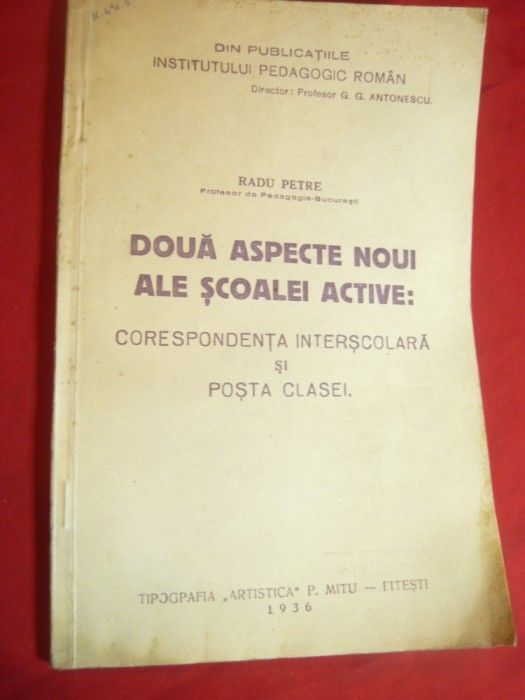 DIN PUBLICAȚIILE
INSTITUTULUI PEDAGOGIC ROMÂN
Director: Profesor G. G. ANTONESCU.
RADU PETRE
Profesor de Pedagogie-București
DOUĂ ASPECTE NOUI
ALE ȘCOALEI ACTIVE:
CORESPONDENȚA INTERȘCOLARĂ
ȘI
POȘTA CLASEI.
TIPOGRAFIA „ARTISTICA" P. MITU — PITEȘTI
1936